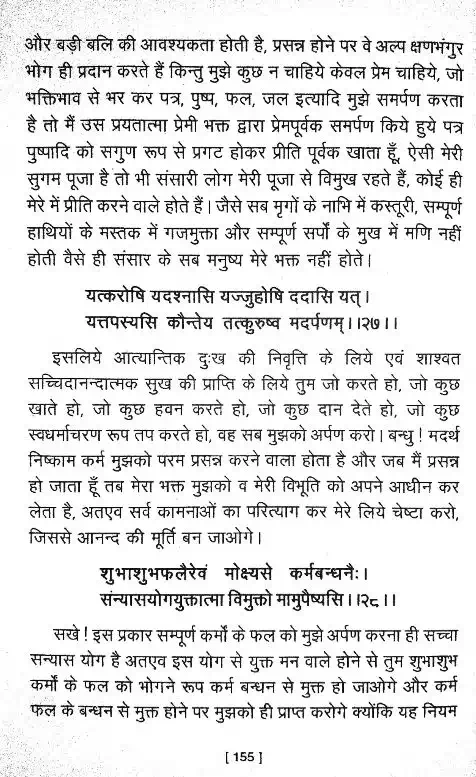 और बड़ी बलि की आवश्यकता होती है, प्रसन्न होने पर वे अल्प क्षणभंगुर
भोग ही प्रदान करते हैं किन्तु मुझे कुछ न चाहिये केवल प्रेम चाहिये, जो
भक्तिभाव से भर कर पत्र, पुष्प, फल, जल इत्यादि मुझे समर्पण करता
है तो मैं उस प्रयतात्मा प्रेमी भक्त द्वारा प्रेमपूर्वक समर्पण किये हुये पत्र
पुष्पादि को सगुण रूप से प्रगट होकर प्रीति पूर्वक खाता हूँ, ऐसी मेरी
सुगम पूजा है तो भी संसारी लोग मेरी पूजा से विमुख रहते हैं, कोई ही
मेरे में प्रीति करने वाले होते हैं। जैसे सब मृगों के नाभि में कस्तूरी, सम्पूर्ण
हाथियों के मस्तक में गजमुक्ता और सम्पूर्ण सर्पों के मुख में मणि नहीं
होती वैसे ही संसार के सब मनुष्य मेरे भक्त नहीं होते।
यत्करोषि यदश्नासि यज्जुहोषि ददासि यत्।
यत्तपस्यसि कौन्तेय तत्कुरुष्व मदर्पणम्।।२७।।
इसलिये आत्यान्तिक दुःख की निवृत्ति के लिये एवं शाश्वत
सच्चिदानन्दात्मक सुख की प्राप्ति के लिये तुम जो करते हो, जो कुछ
खाते हो, जो कुछ हवन करते हो, जो कुछ दान देते हो, जो कुछ
स्वधर्माचरण रूप तप करते हो, वह सब मुझको अर्पण करो। बन्धु! मदर्थ
निष्काम कर्म मुझको परम प्रसन्न करने वाला होता है और जब मैं प्रसन्न
हो जाता हूँ तब मेरा भक्त मुझको व मेरी विभूति को अपने आधीन कर
लेता है, अतएव सर्व कामनाओं का परित्याग कर मेरे लिये चेष्टा करो,
जिससे आनन्द की मूर्ति बन जाओगे।
शुभाशुभफलैरेवं मोक्ष्यसे कर्मबन्धनैः।
संन्यासयोगयुक्तात्मा विमुक्तो मामुपैष्यसि।।२८।।
सखे! इस प्रकार सम्पूर्ण कर्मों के फल को मुझे अर्पण करना ही सच्चा
सन्यास योग है अतएव इस योग से युक्त मन वाले होने से तुम शुभाशुभ
कर्मों के फल को भोगने रूप कर्म बन्धन से मुक्त हो जाओगे और कर्म
फल के बन्धन से मुक्त होने पर मुझको ही प्राप्त करोगे क्योंकि यह नियम
[ 155 ]